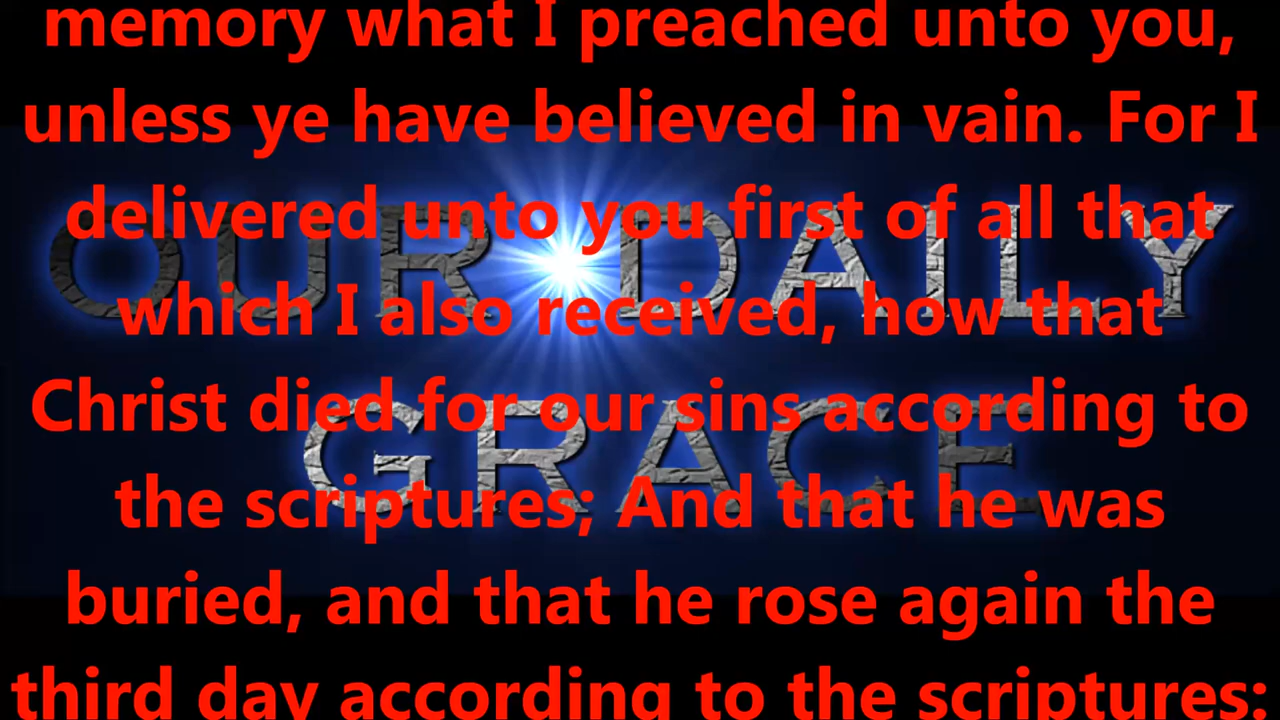 memory what I preached unto you,
unless ye have believed in vain. For I
delivered unto you first of all that
which I also received, how that
Christ died for our sins according to
the scriptures; And that he was
buried, and that he rose again the
third day according to the scriptures:
OUR DAILY
GRACE